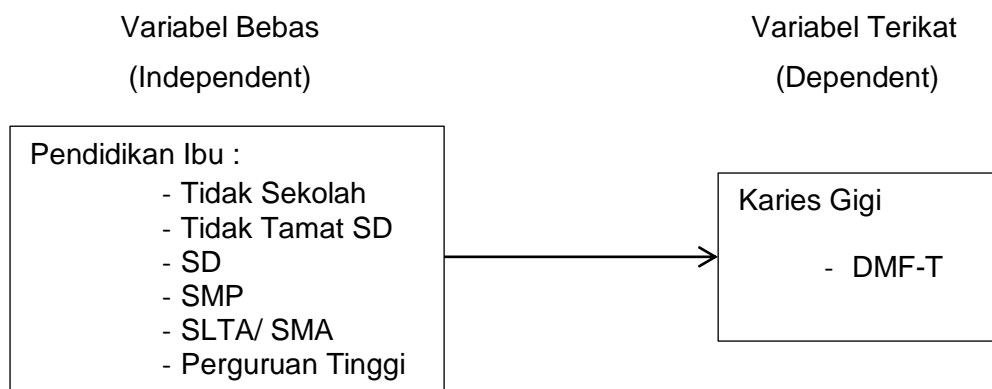 Variabel Bebas
(Independent)
Variabel Terikat
(Dependent)
Pendidikan Ibu :
- Tidak Sekolah
- Tidak Tamat SD
- SD
- SMP
- SLTA/ SMA
- Perguruan Tinggi
Karies Gigi
- DMF-T